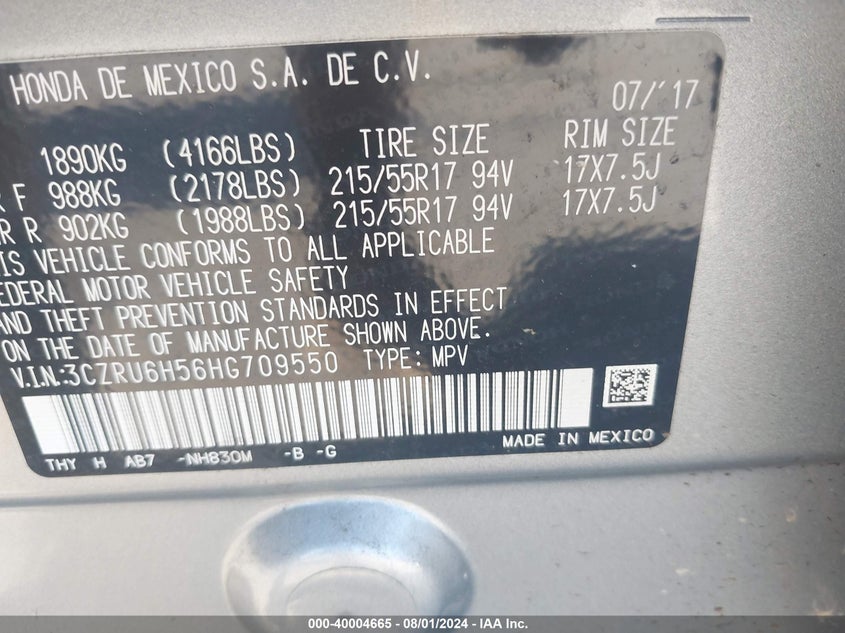 HONDA DE MEXICO S.A. DE C.V.
07/'17
1890KG (4166LBS) TIRE SIZE RIM SIZE
R F 988KG (2178LBS) 215/55R17 94V 17X7.5J
R R 902KG (1988LBS) 215/55R17 94V 17X7.5J
IS VEHICLE CONFORMS TO ALL APPLICABLE
EDERAL MOTOR VEHICLE SAFETY
AND THEFT PREVENTION STANDARDS IN EFFECT
ON THE DATE OF MANUFACTURE SHOWN ABOVE.
V.I.N:3CZRU6H56HG709550 TYPE: MPV
MADE IN MEXICO
THY H AB7 -NH830M -B -G
000-40004665 - 08/01/2024 - IAA Inc.